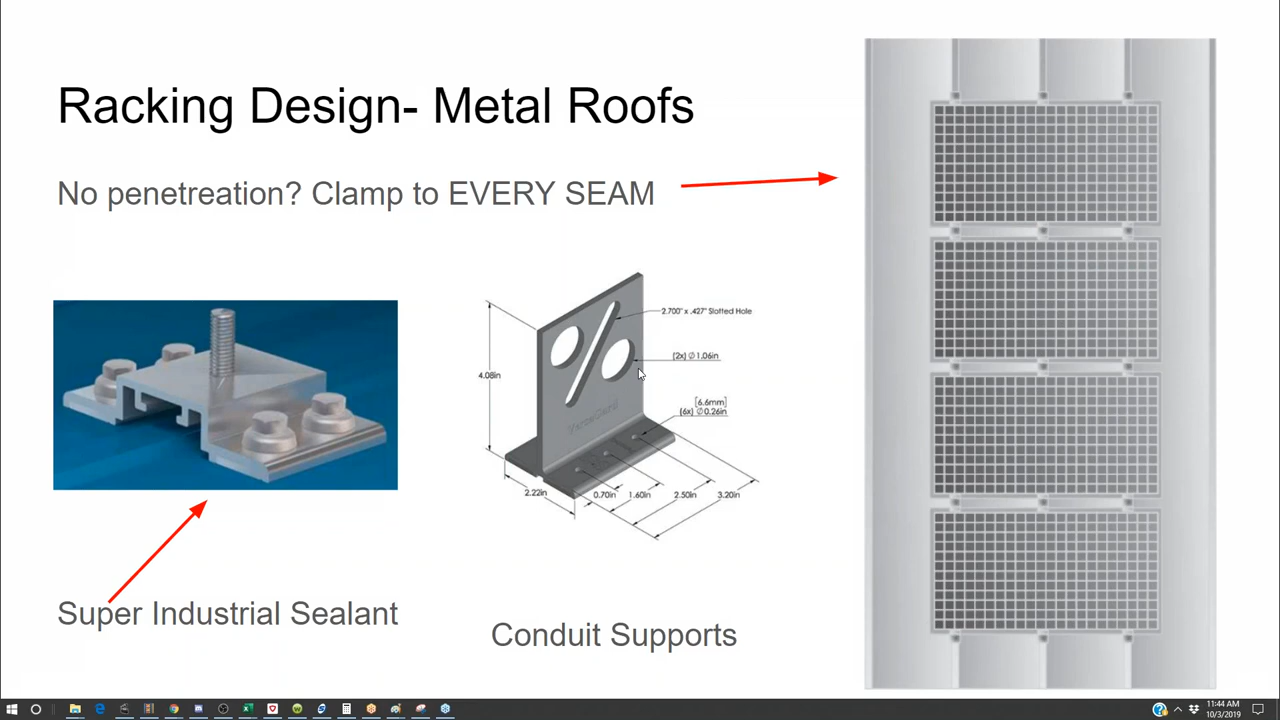 Racking Design- Metal Roofs
No penetreation? Clamp to EVERY SEAM
2.700" x .427" Slotted Hole
(2x) ∅1.06in
4.08in
[6.6mm]
(6x) ∅0.26in
2.22in
0.70in
1.60in
2.50in
3.20in
Super Industrial Sealant
Conduit Supports
11:44 AM
10/3/2019